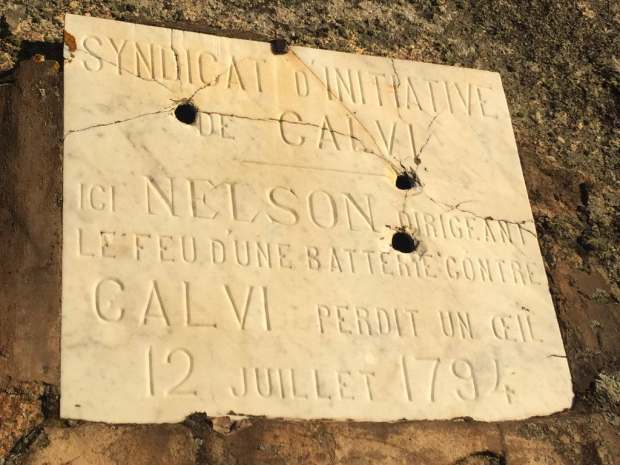 SYNDICAT D'INITIATIVE
DE CALVI
ICI NELSON DIRIGEANT
LE FEU D'UNE BATTERIE CONTRE
CALVI PERDIT UN ŒIL
12 JUILLET 1794